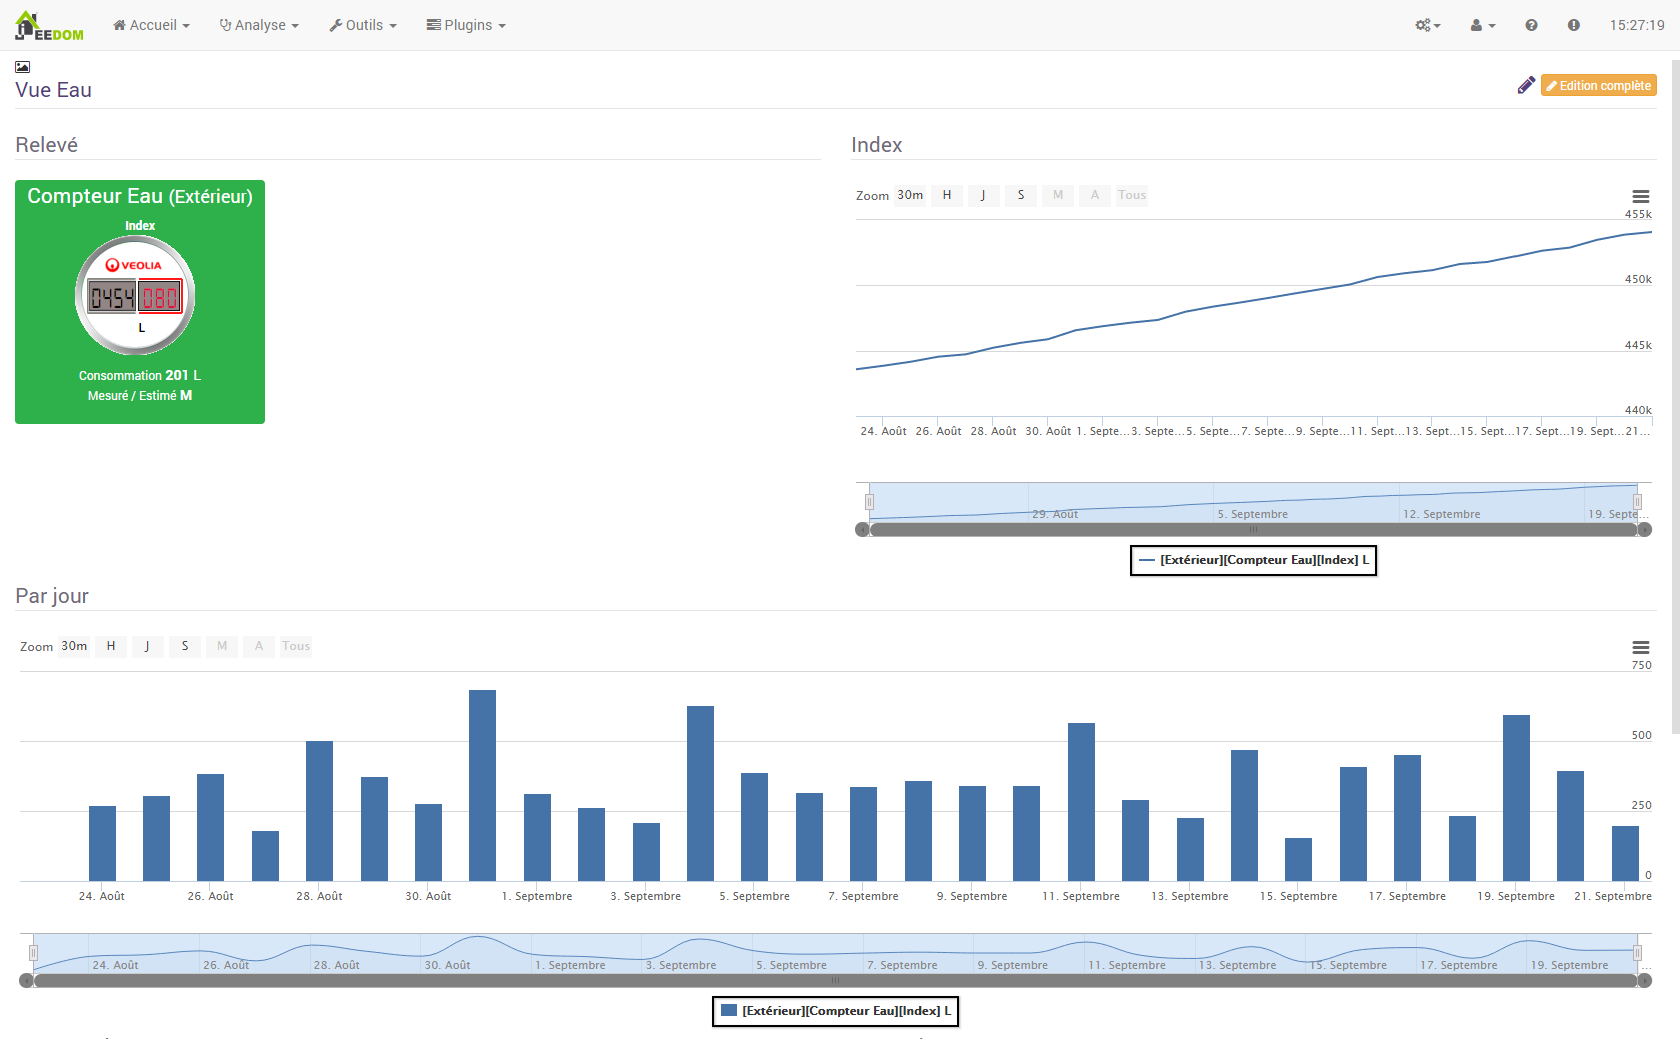 JEEDOM Accueil Analyse Outils Plugins 15:27:19
Vue Eau
Edition complète
Relevé
Compteur Eau (Extérieur)
Index
VEOLIA
0454 080
L
Consommation 201 L
Mesuré / Estimé M
Index
Zoom 30m H J S M A Tous
455k
450k
445k
440k
24. Août 26. Août 28. Août 30. Août 1. Septe... 3. Septe... 5. Septe... 7. Septe... 9. Septe... 11. Sept... 13. Sept... 15. Sept... 17. Sept... 19. Sept... 21...
29. Août 5. Septembre 12. Septembre 19. Septe...
[Extérieur][Compteur Eau][Index] L
Par jour
Zoom 30m H J S M A Tous
750
500
250
0
24. Août 26. Août 28. Août 30. Août 1. Septembre 3. Septembre 5. Septembre 7. Septembre 9. Septembre 11. Septembre 13. Septembre 15. Septembre 17. Septembre 19. Septembre 21. Septembre
24. Août 26. Août 28. Août 30. Août 1. Septembre 3. Septembre 5. Septembre 7. Septembre 9. Septembre 11. Septembre 13. Septembre 15. Septembre 17. Septembre 19. Septembre ...
[Extérieur][Compteur Eau][Index] L